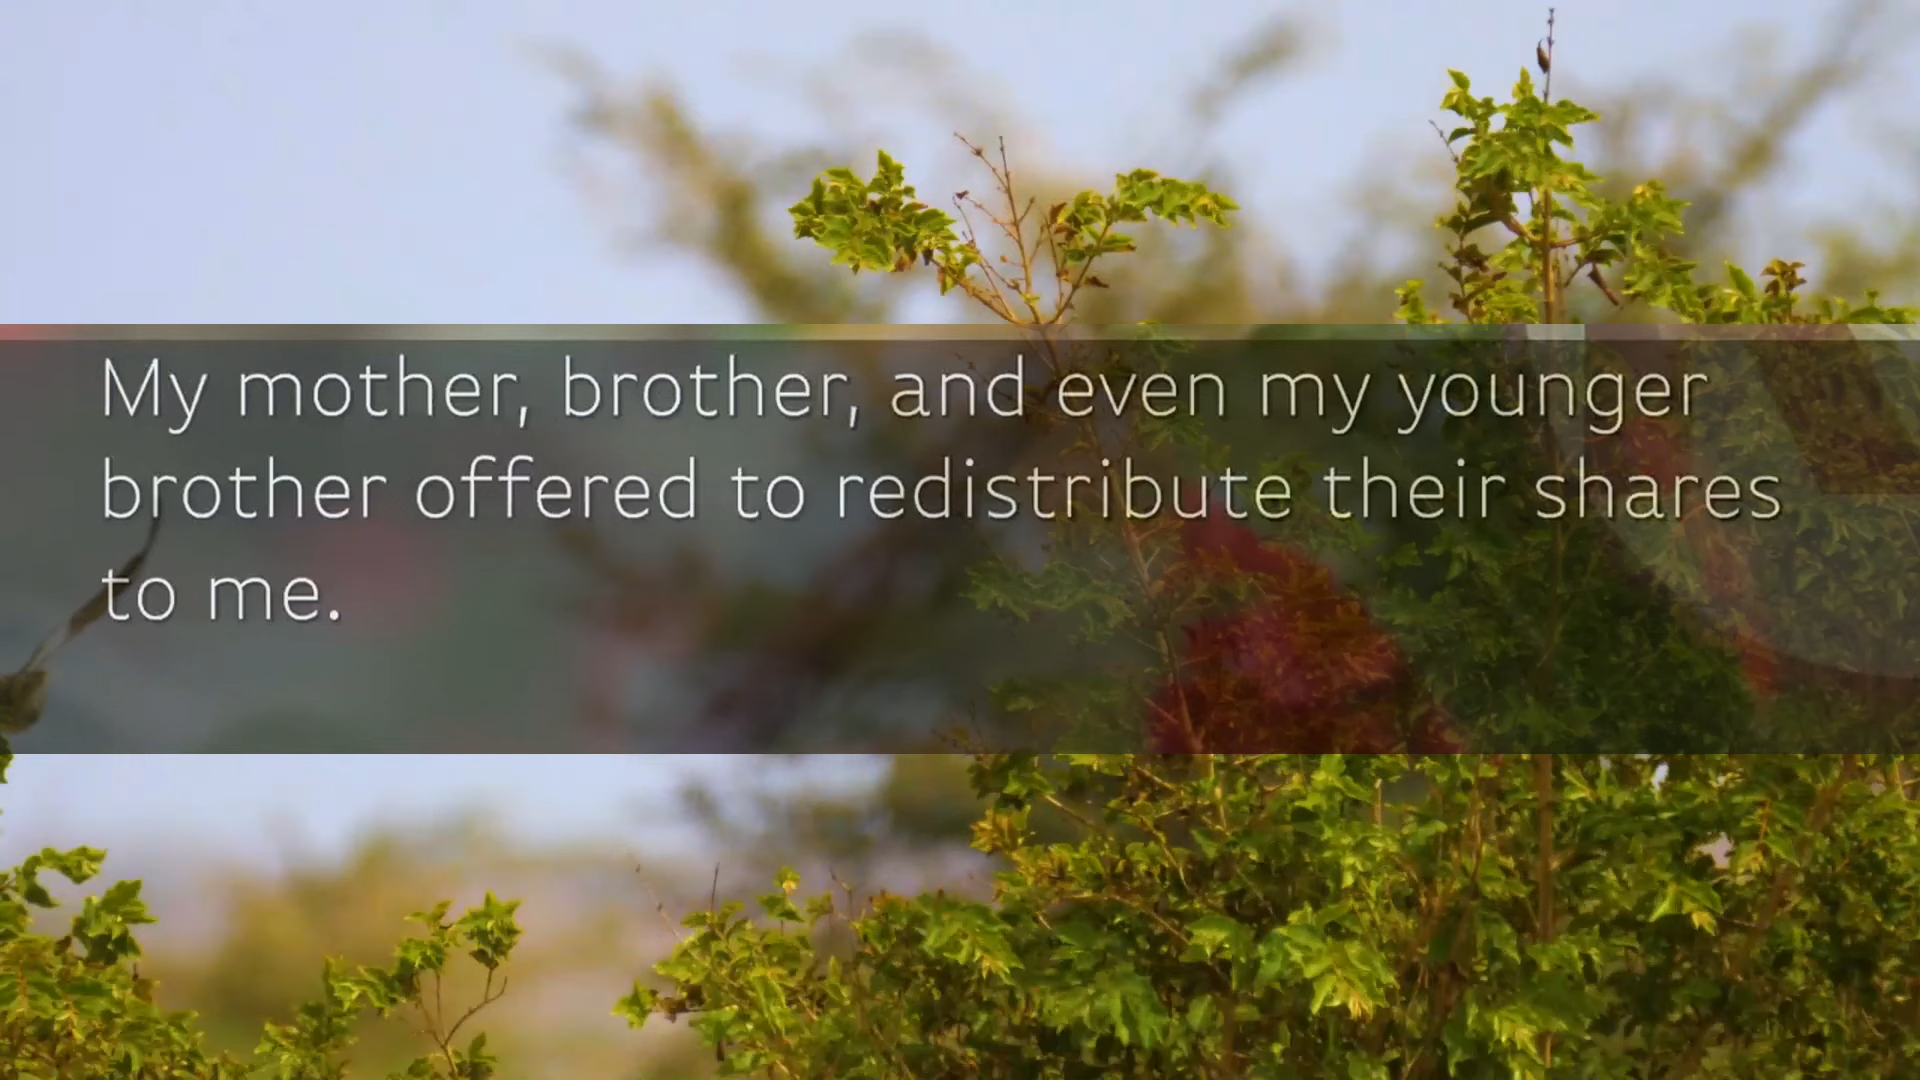 My mother, brother, and even my younger
brother offered to redistribute their shares
to me.